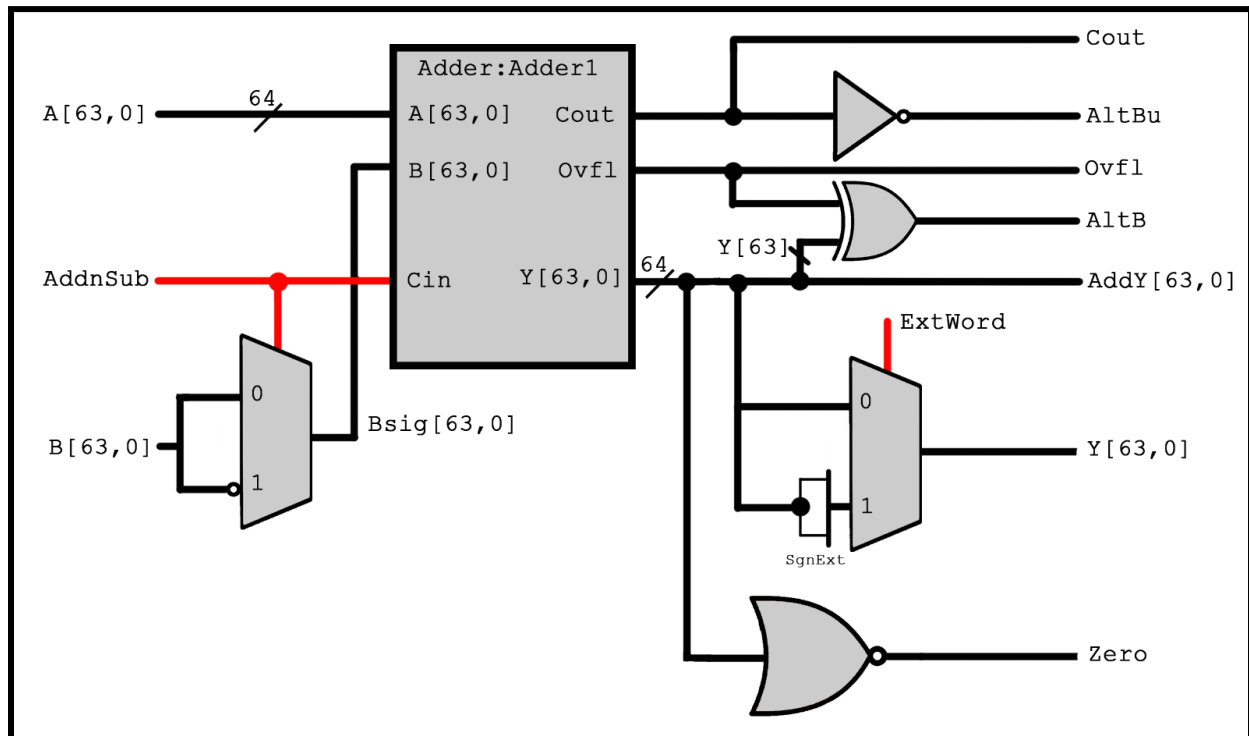 Cout
Adder:Adder1
64
A[63,0]
A[63,0]
Cout
AltBu
B[63,0]
Ovfl
Ovfl
AltB
Y[63]
64
AddnSub
Cin
Y[63,0]
AddY[63,0]
ExtWord
0
0
Bsig[63,0]
B[63,0]
Y[63,0]
1
1
SgnExt
Zero